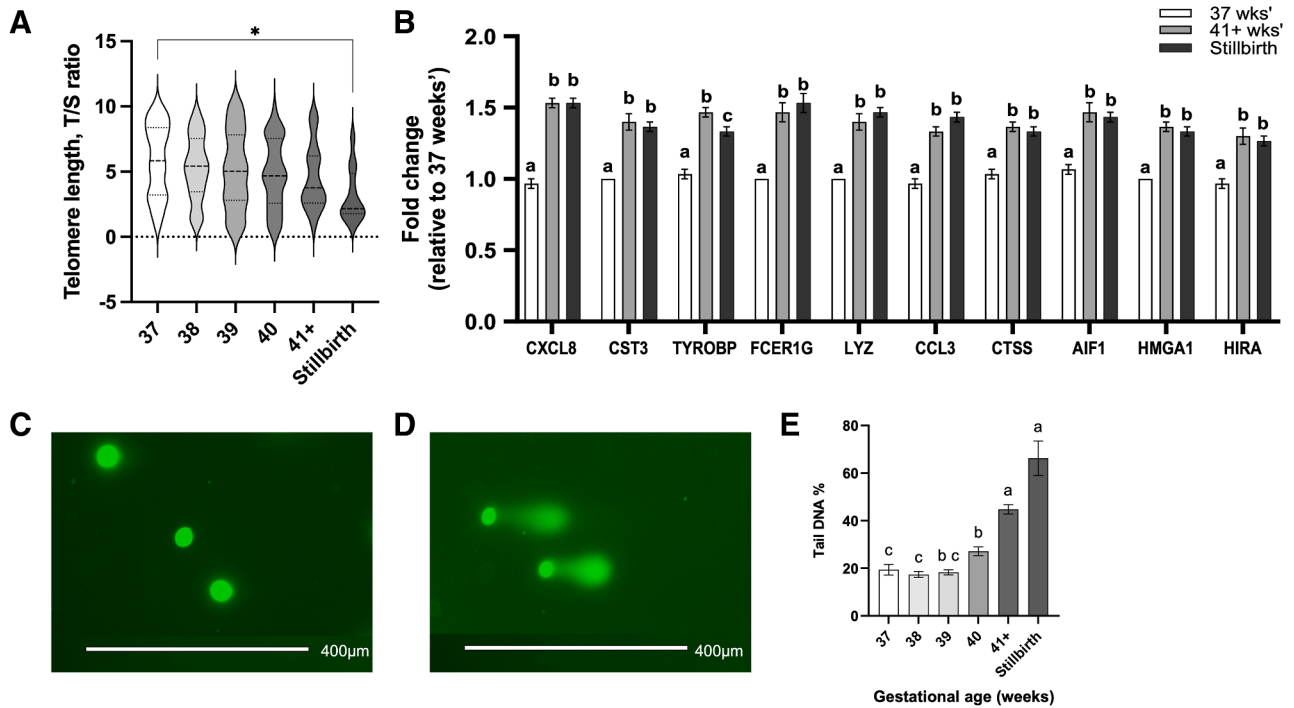 A
Telomere length, T/S ratio
15
10
5
0
-5
*
37
38
39
40
41+
Stillbirth
B
Fold change
(relative to 37 weeks')
2.0
1.5
1.0
0.5
0.0
37 wks'
41+ wks'
Stillbirth
a b b
a b b
a b c
a b b
a b b
a b b
a b b
a b b
a b b
a b b
CXCL8 CST3 TYROBP FCER1G LYZ CCL3 CTSS AIF1 HMGA1 HIRA
C
400µm
D
400µm
E
Tail DNA %
80
60
40
20
0
c c b c b a a
37
38
39
40
41+
Stillbirth
Gestational age (weeks)